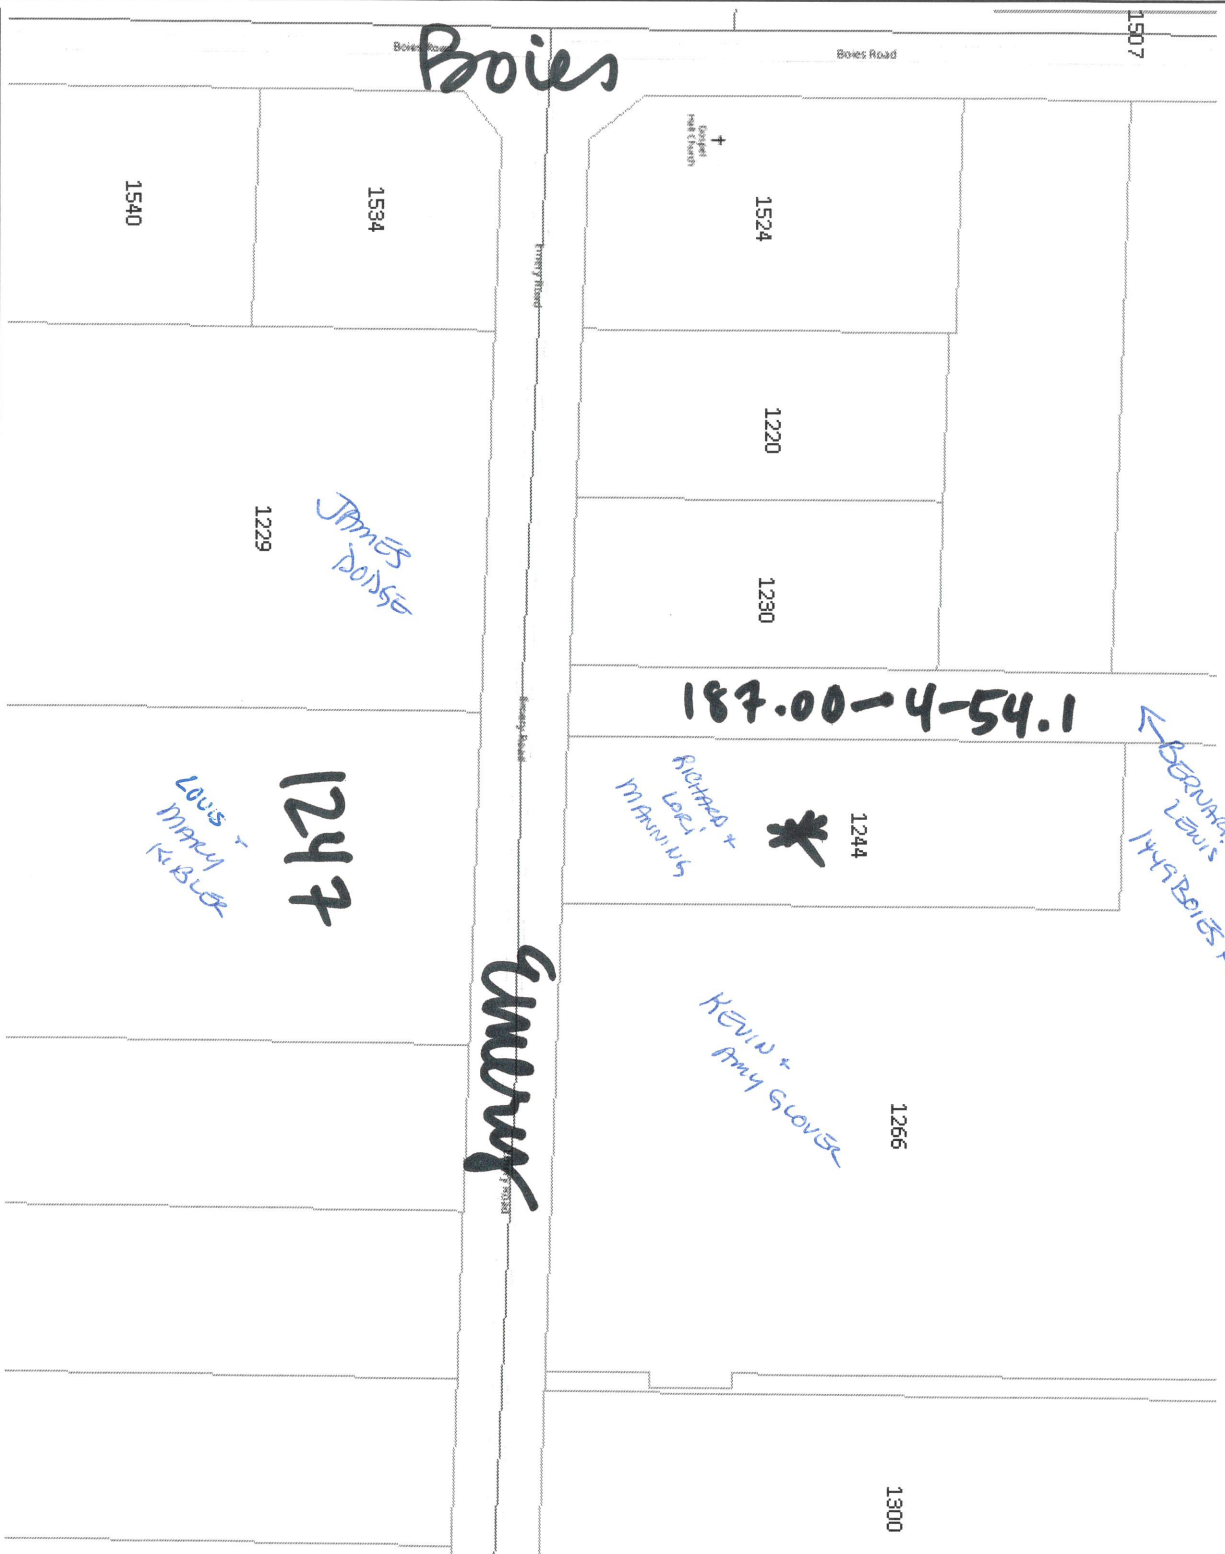 1507
Boies Road
Boies
Boies Road
Gospel
Hall Church
1540
1534
1524
Emery Road
1220
1229
JAMES
DODGE
1230
187.00-4-54.1
Emery Road
BERNARD
LEWIS
1449 BOIES
1247
LOUIS +
MARY
KIBLER
RICHARD +
LORI
MANNING
1244
Emery
KEVIN +
AMY GLOVER
1266
1300